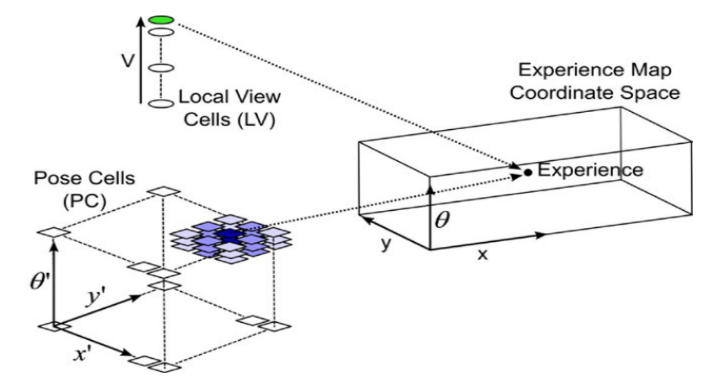 V
Local View
Cells (LV)
Experience Map
Coordinate Space
Experience
θ
y
x
Pose Cells
(PC)
θ'
y'
x'